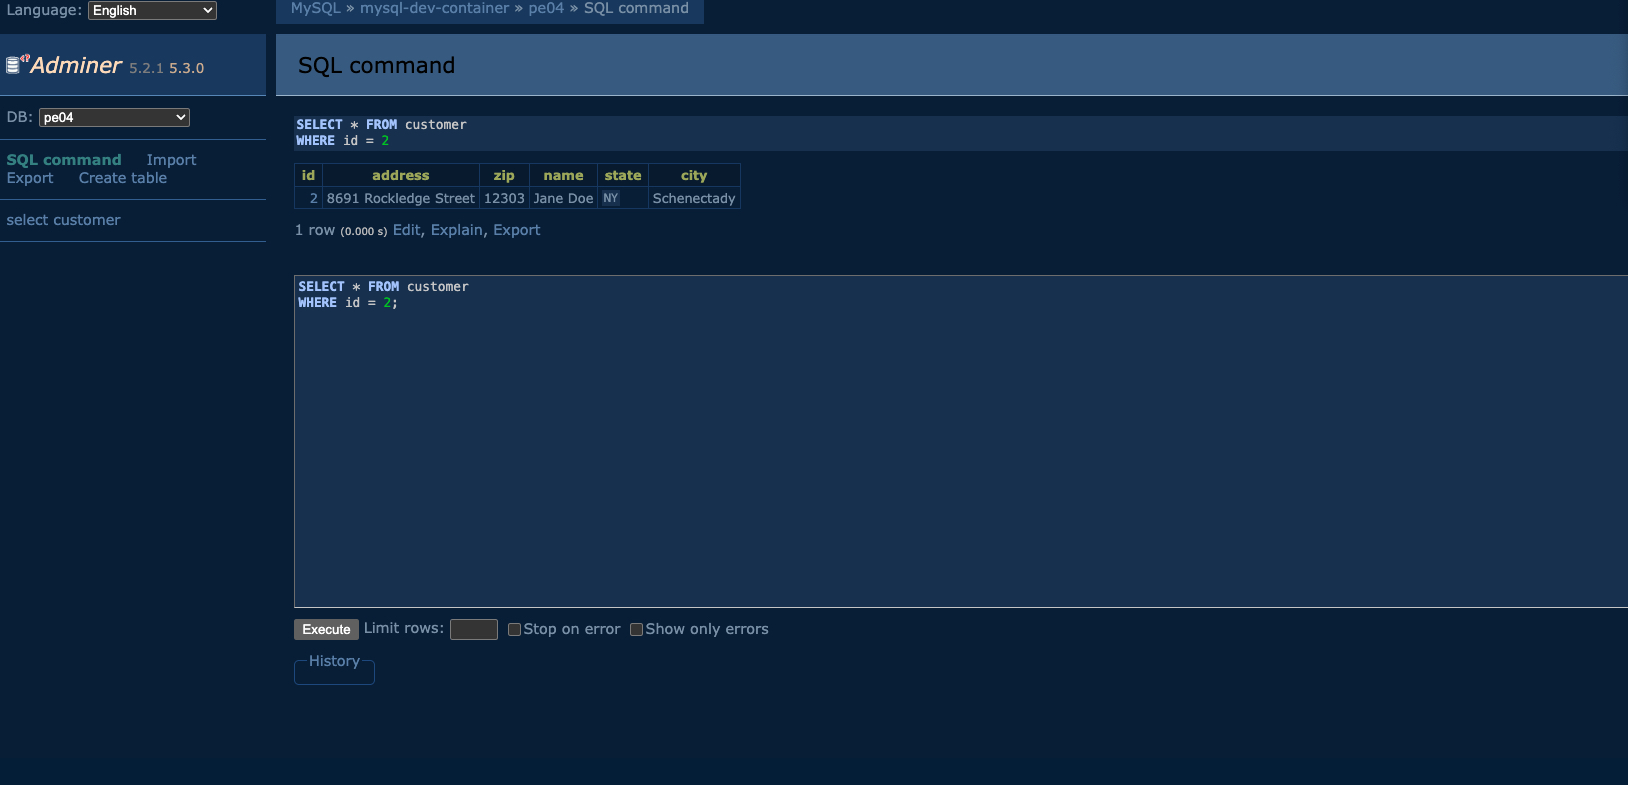 Language: English
MySQL » mysql-dev-container » pe04 » SQL command
Adminer 5.2.1 5.3.0
SQL command
DB: pe04
SQL command Import
Export Create table
select customer
SELECT * FROM customer
WHERE id = 2
id address zip name state city
2 8691 Rockledge Street 12303 Jane Doe NY Schenectady
1 row (0.000 s) Edit, Explain, Export
SELECT * FROM customer
WHERE id = 2;
Execute Limit rows: Stop on error Show only errors
History